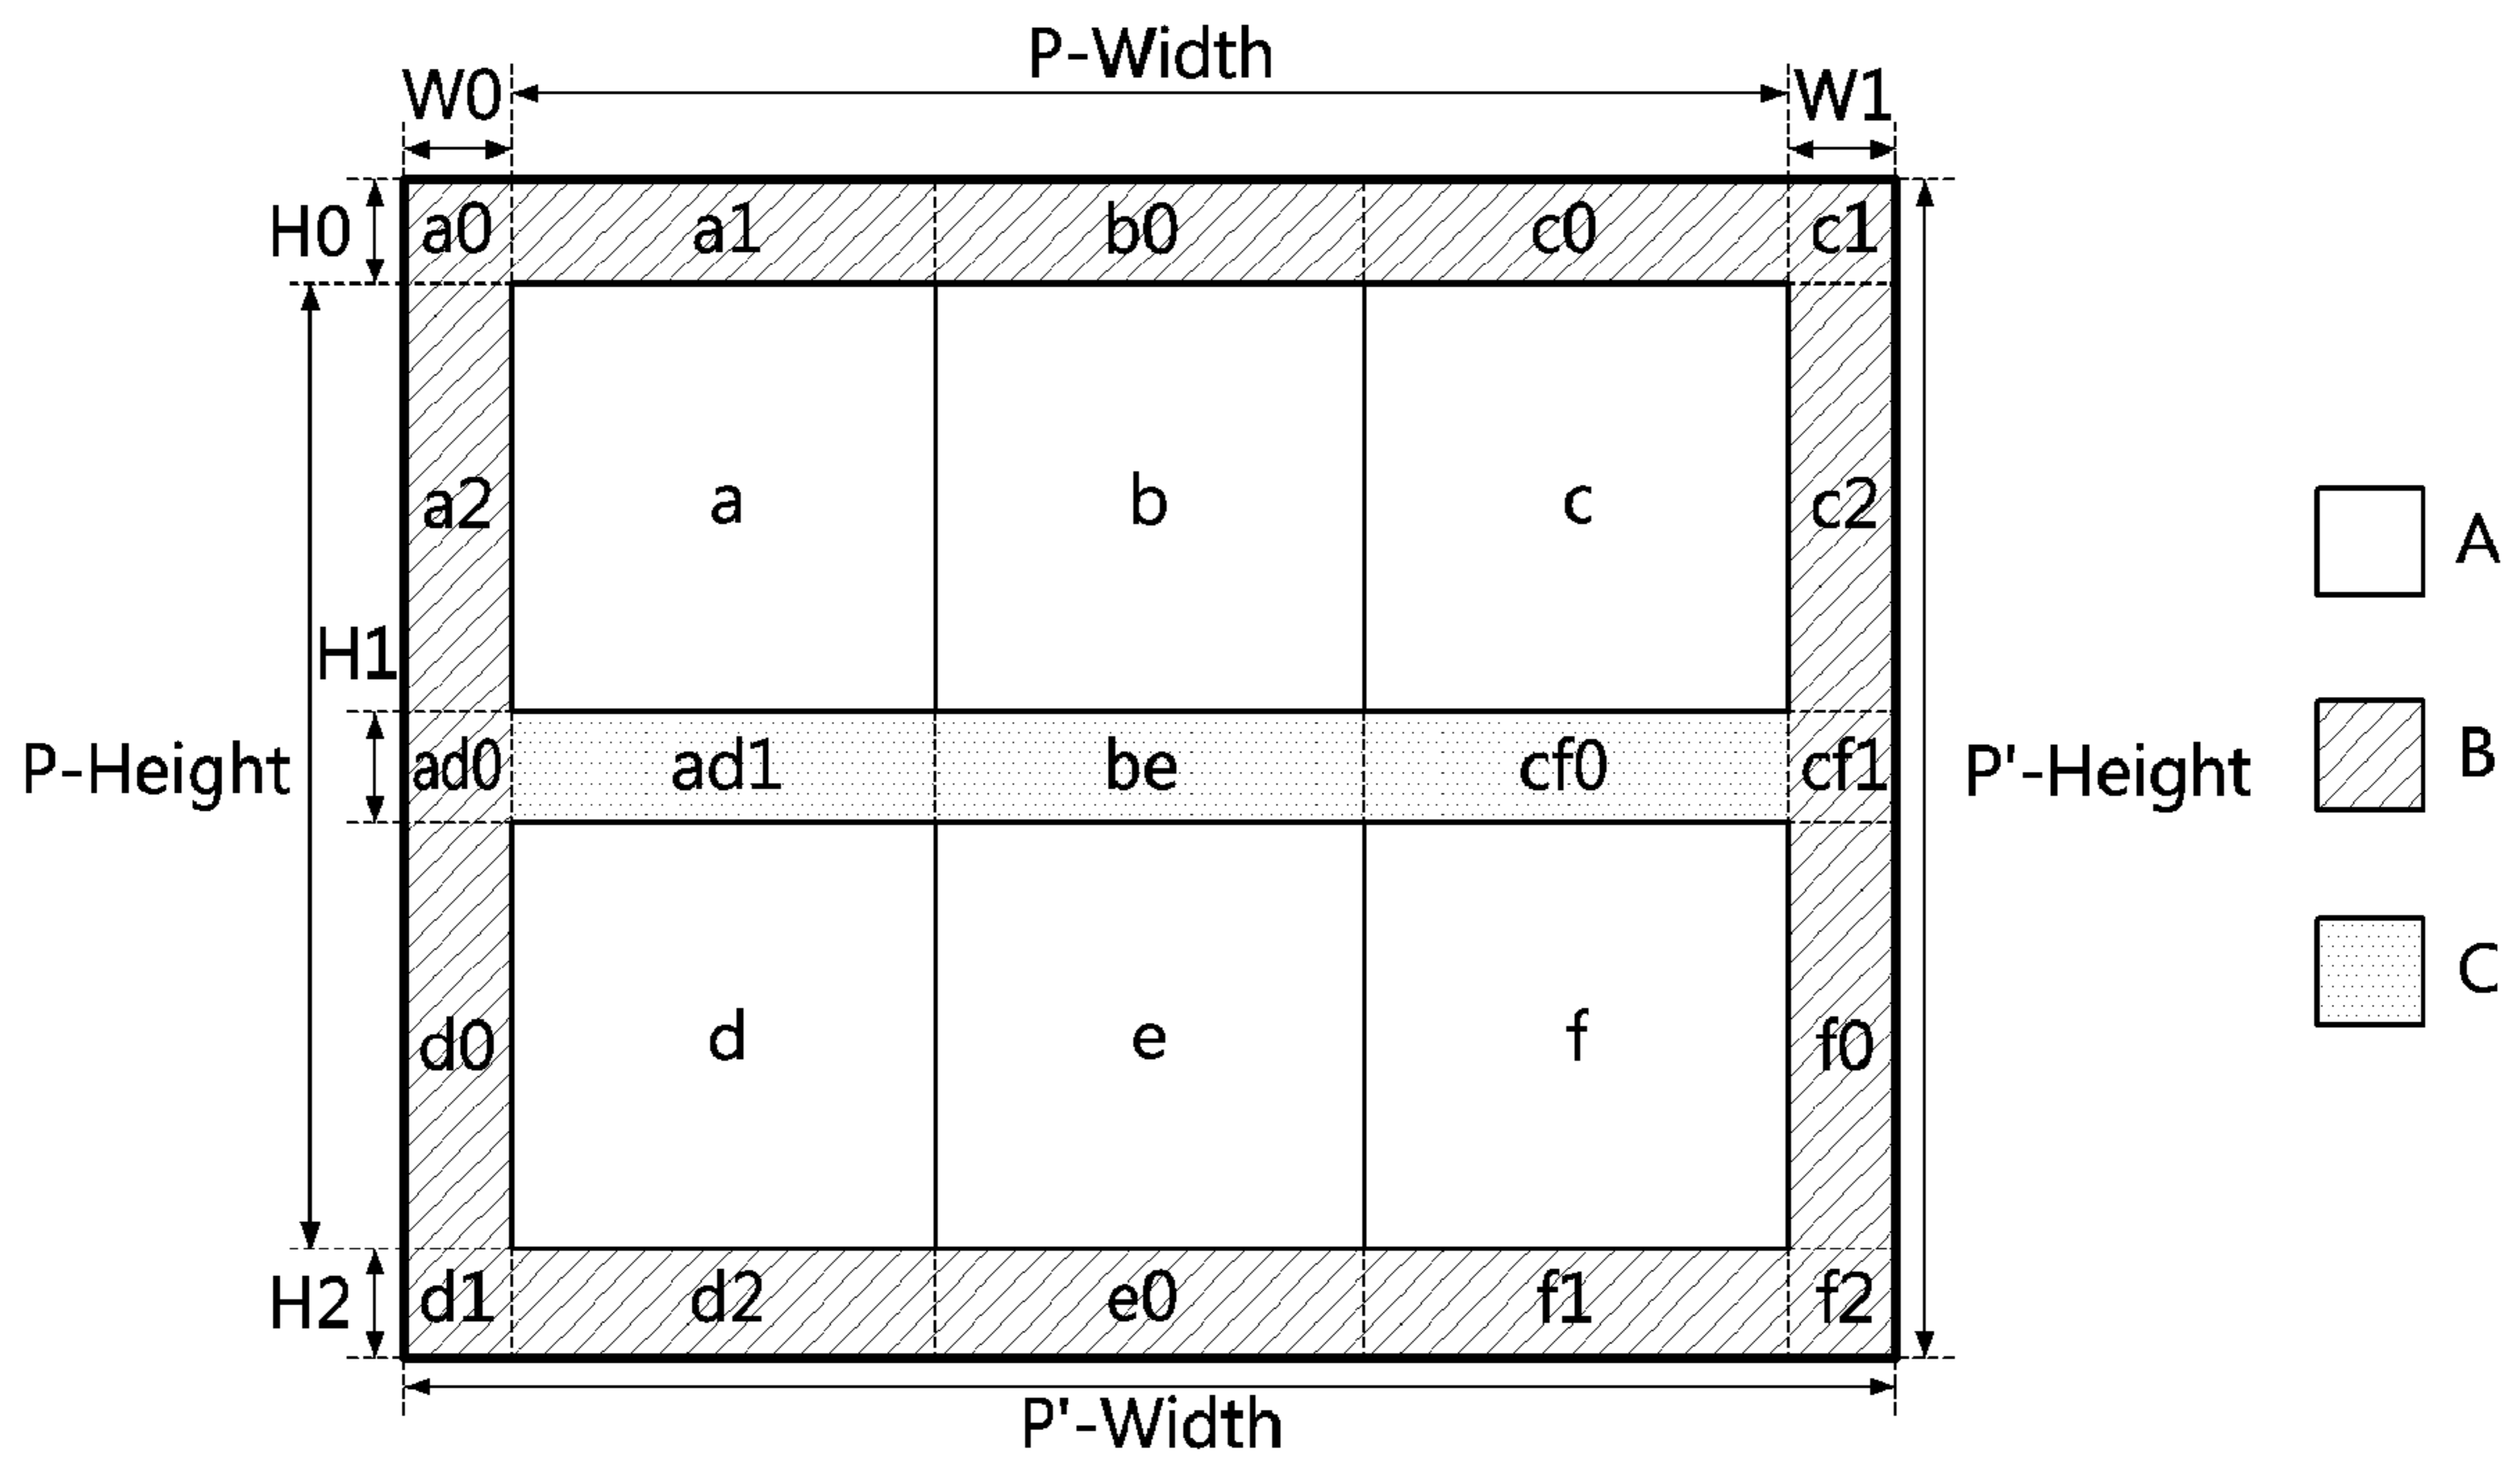 P-Width
W0 W1
H0 a0 a1 b0 c0 c1
a2 a b c c2
A
H1
P-Height ad0 ad1 be cf0 cf1 P'-Height
B
C
d0 d e f f0
H2 d1 d2 e0 f1 f2
P'-Width